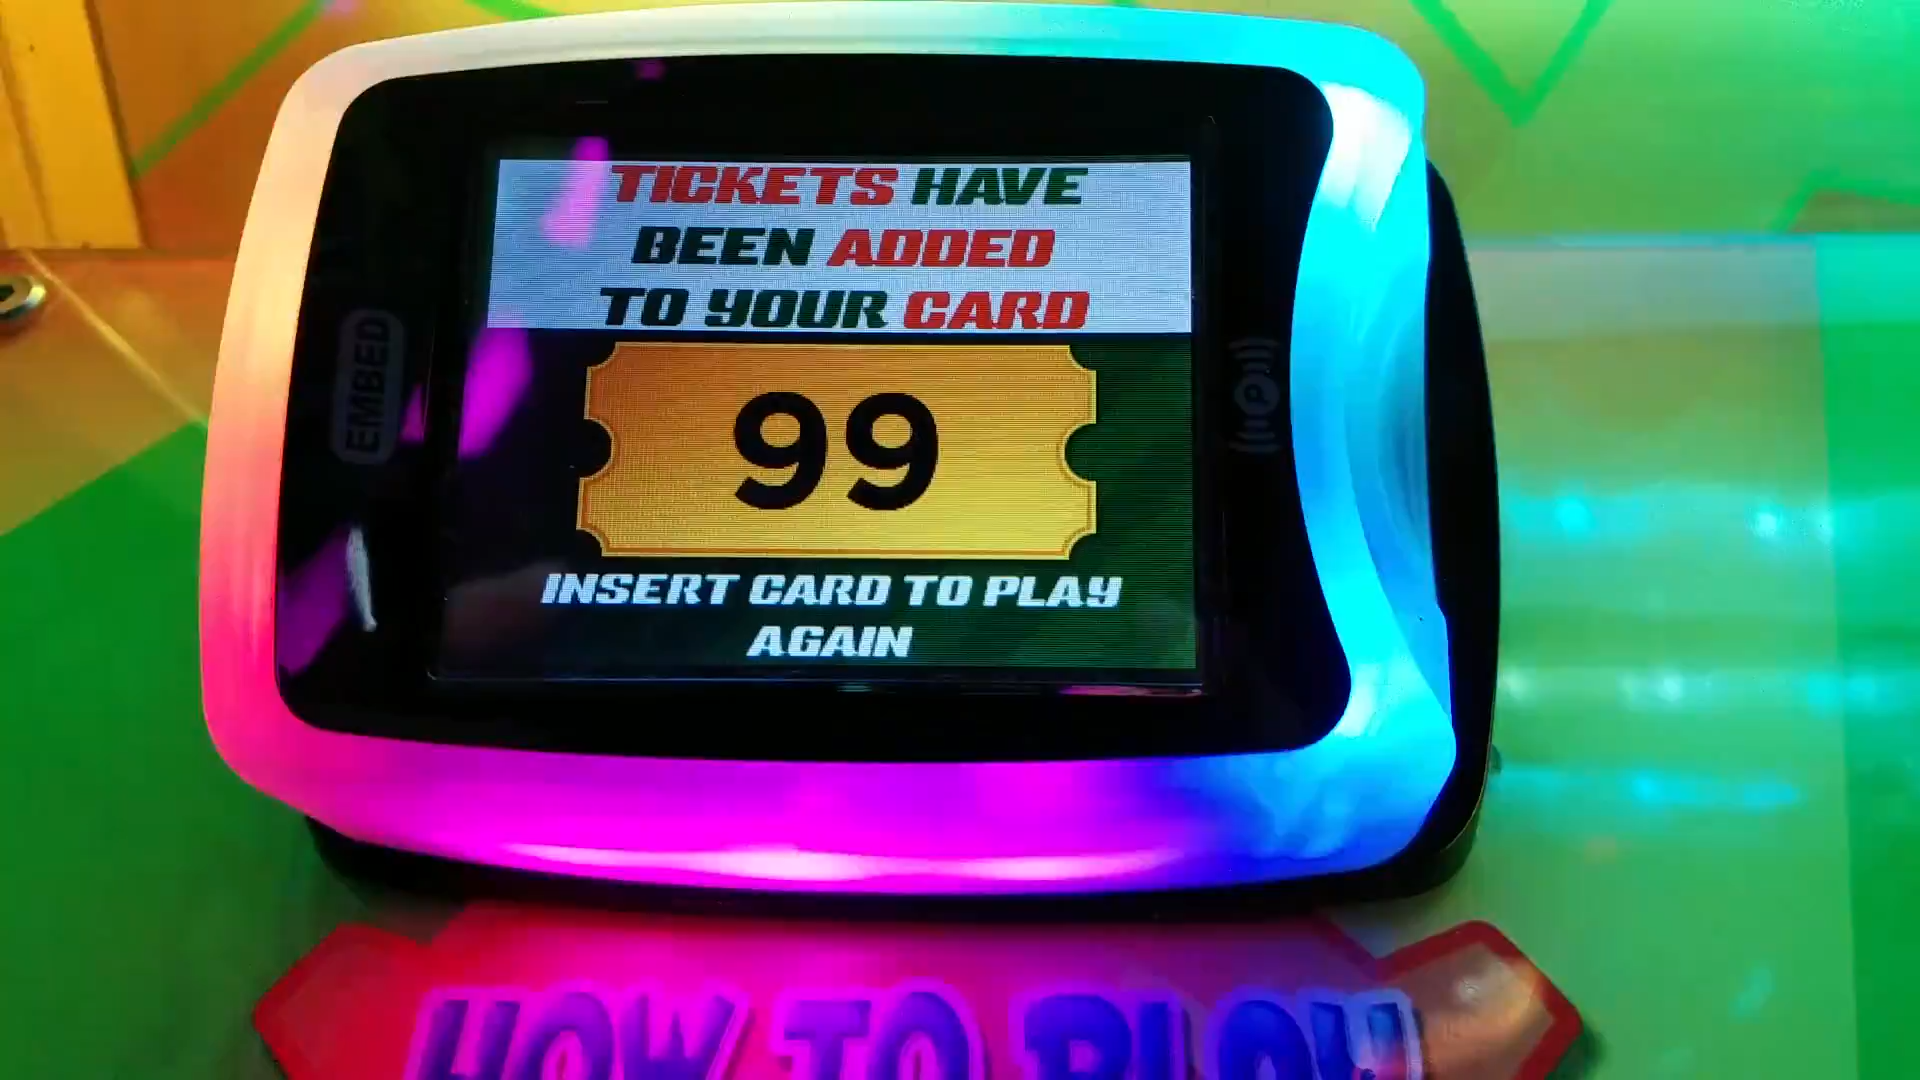 TICKETS HAVE
BEEN ADDED
TO YOUR CARD
EMBED
99
P
INSERT CARD TO PLAY
AGAIN
HOW TO PLAY